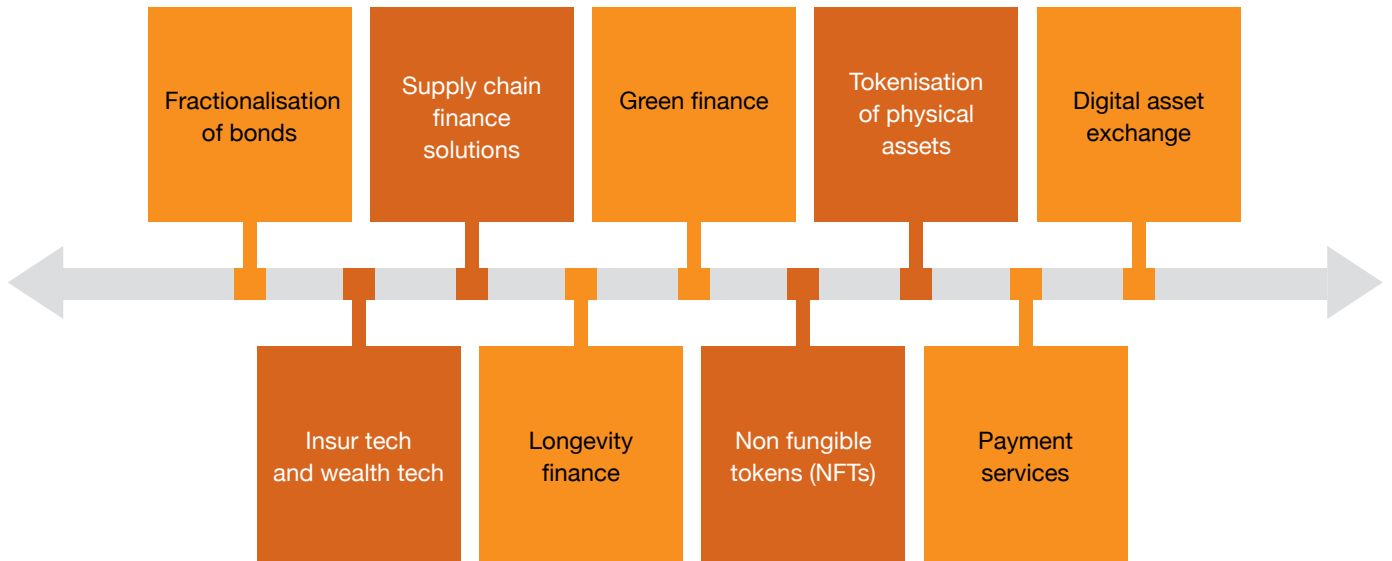 Fractionalisation
of bonds
Supply chain
finance
solutions
Green finance
Tokenisation
of physical
assets
Digital asset
exchange
Insur tech
and wealth tech
Longevity
finance
Non fungible
tokens (NFTs)
Payment
services